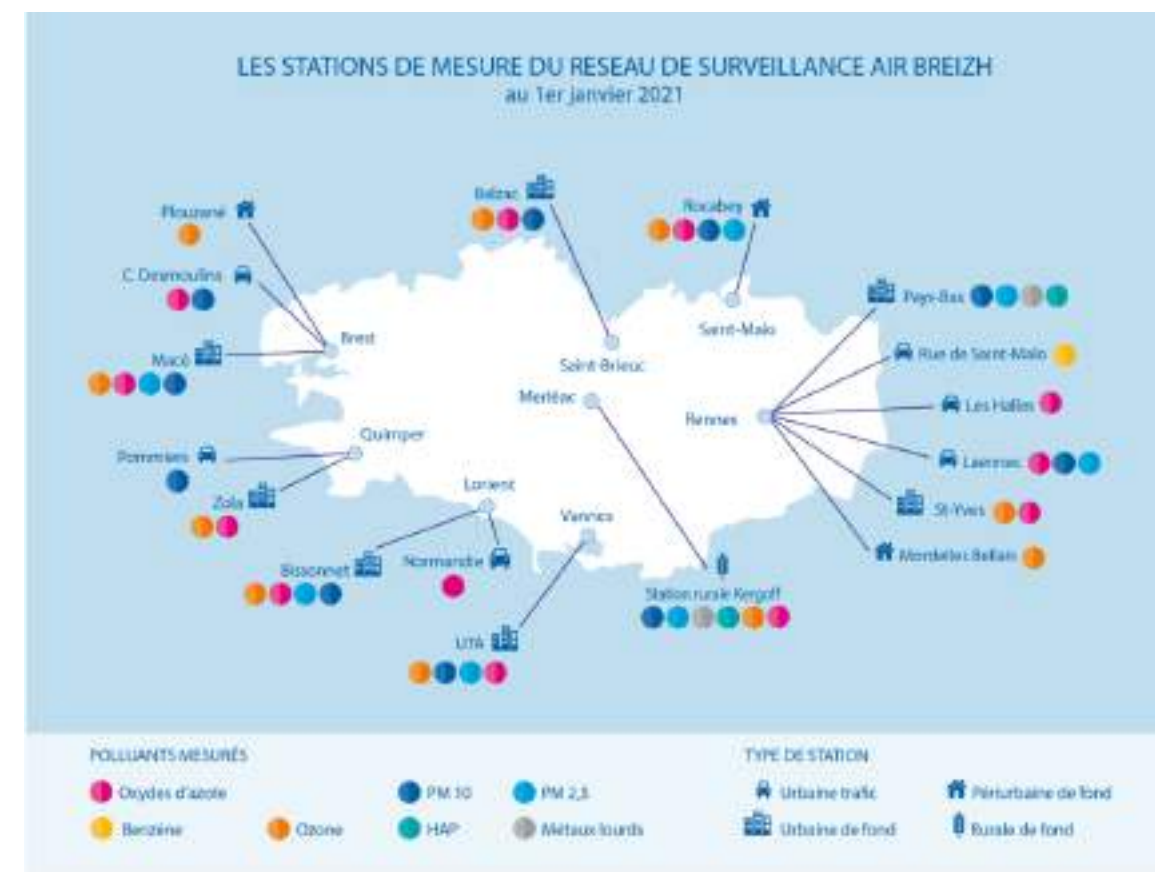 LES STATIONS DE MESURE DU RESEAU DE SURVEILLANCE AIR BREIZH
au 1er janvier 2021
Balzac
Rocabey
Plouzané
C. Desmoulins
Pays-Bas
Saint-Malo
Brest
Rue de Saint-Malo
Macé
Saint-Brieuc
Merléac
Les Halles
Rennes
Quimper
Pommiers
Laennec
Lorient
Zola
St-Yves
Vannes
Mordelles Bellais
Bissonnet
Normandie
Station rurale Kergoff
UTA
POLLUANTS MESURÉS
TYPE DE STATION
Oxydes d'azote
PM 10
PM 2,5
Urbaine trafic
Périurbaine de fond
Benzène
Ozone
HAP
Métaux lourds
Urbaine de fond
Rurale de fond